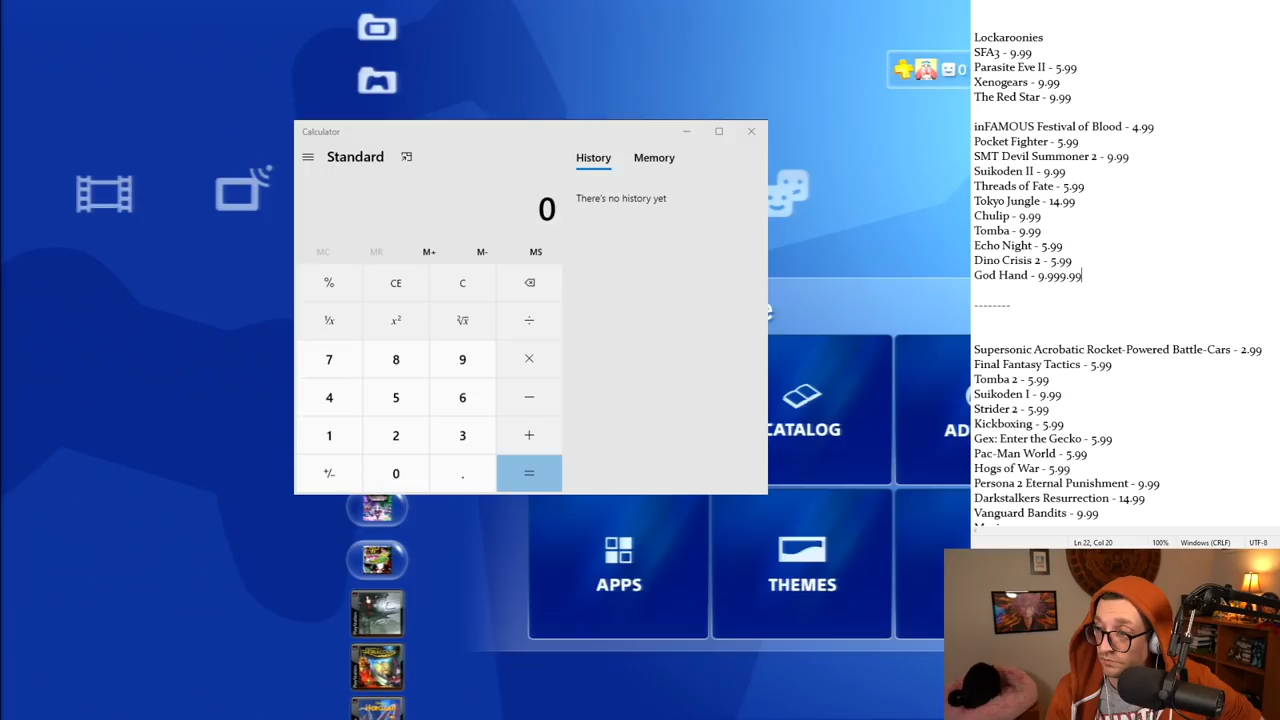 Calculator
Standard
History
Memory
There's no history yet
0
MC
MR
M+
M-
MS
%
CE
C
⌫
¹/x
x²
²√x
÷
7
8
9
×
4
5
6
−
1
2
3
+
+/−
0
.
=
0
CATALOG
AD
APPS
THEMES
Lockaroonies
SFA3 - 9.99
Parasite Eve II - 5.99
Xenogears - 9.99
The Red Star - 9.99
inFAMOUS Festival of Blood - 4.99
Pocket Fighter - 5.99
SMT Devil Summoner 2 - 9.99
Suikoden II - 9.99
Threads of Fate - 5.99
Tokyo Jungle - 14.99
Chulip - 9.99
Tomba - 9.99
Echo Night - 5.99
Dino Crisis 2 - 5.99
God Hand - 9.999.99
--------
Supersonic Acrobatic Rocket-Powered Battle-Cars - 2.99
Final Fantasy Tactics - 5.99
Tomba 2 - 5.99
Suikoden I - 9.99
Strider 2 - 5.99
Kickboxing - 5.99
Gex: Enter the Gecko - 5.99
Pac-Man World - 5.99
Hogs of War - 5.99
Persona 2 Eternal Punishment - 9.99
Darkstalkers Resurrection - 14.99
Vanguard Bandits - 9.99
Ln 22, Col 20
100%
Windows (CRLF)
UTF-8